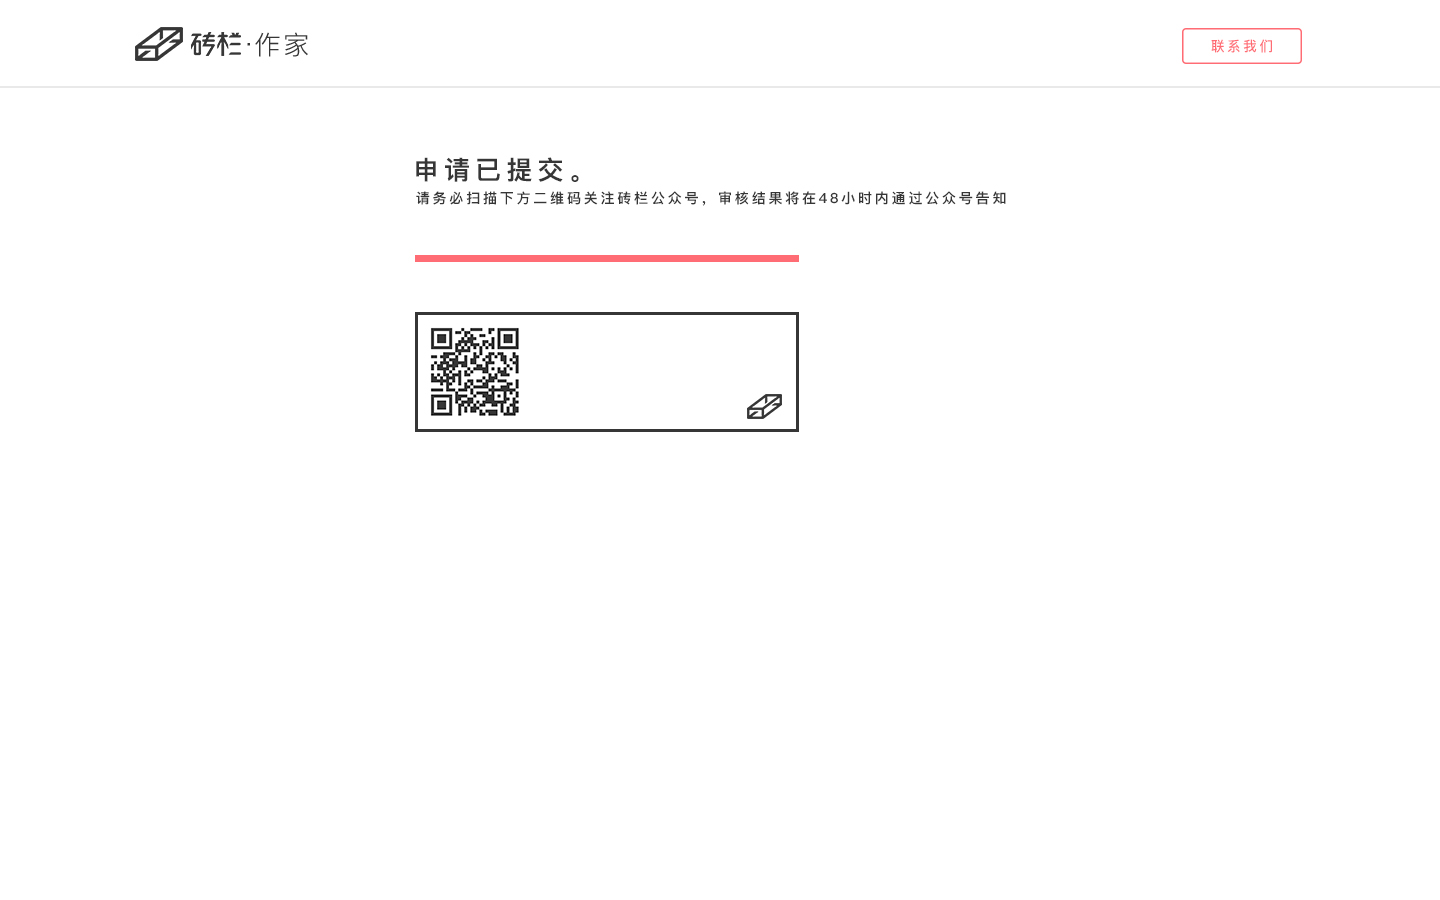 砖栏·作家
联系我们
申请已提交。
请务必扫描下方二维码关注砖栏公众号，审核结果将在48小时内通过公众号告知